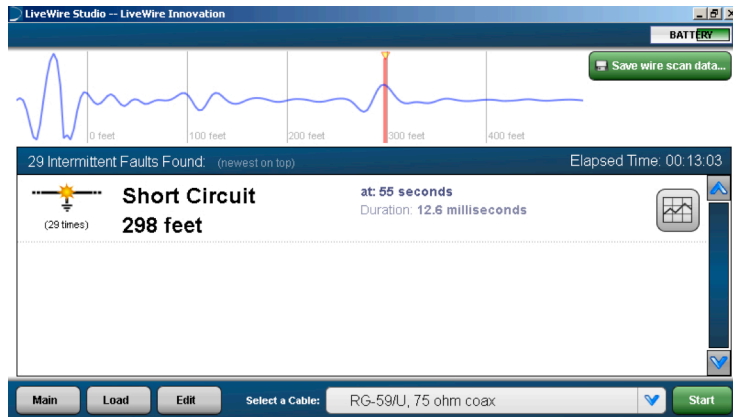 LiveWire Studio -- LiveWire Innovation
BATTERY
Save wire scan data...
0 feet 100 feet 200 feet 300 feet 400 feet
29 Intermittent Faults Found: (newest on top) Elapsed Time: 00:13:03
Short Circuit at: 55 seconds
Duration: 12.6 milliseconds
(29 times) 298 feet
Main Load Edit Select a Cable: RG-59/U, 75 ohm coax Start